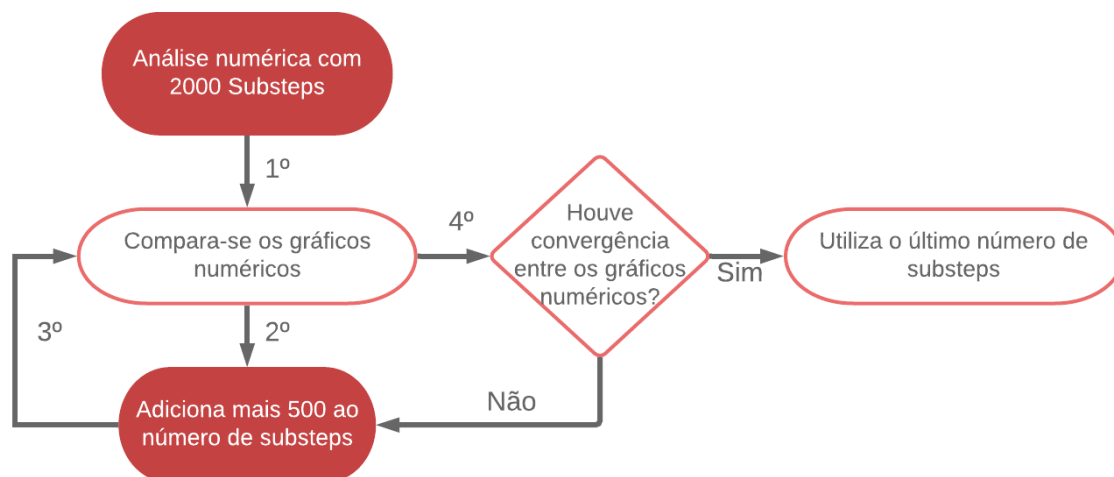 Análise numérica com
2000 Substeps
1º
Compara-se os gráficos
numéricos
4º
Houve
convergência
entre os gráficos
numéricos?
Sim
Utiliza o último número de
substeps
3º
2º
Adiciona mais 500 ao
número de substeps
Não